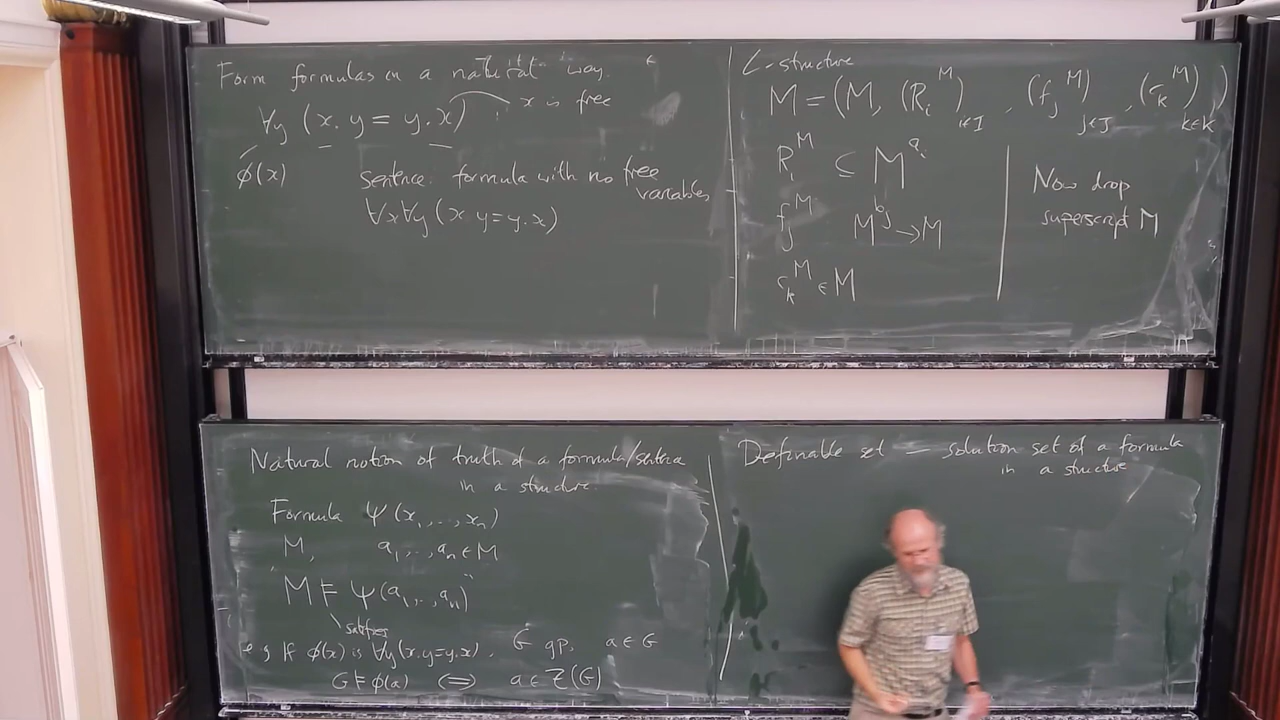 Form formulas in a natural way.
∀y (x.y = y.x) x is free
φ(x) sentence: formula with no free variables
∀x∀y (x.y = y.x)
L-structure
M = (M, (R_i^M)_{i∈I}, (f_j^M)_{j∈J}, (c_k^M)_{k∈K})
R_i^M ⊆ M^{a_i}
f_j^M M^{b_j} → M
c_k^M ∈ M
Now drop
superscript M
Natural notion of truth of a formula/sentence
in a structure.
Formula ψ(x_1, .., x_n)
M, a_1, .., a_n ∈ M
M ⊨ ψ(a_1, .., a_n)
satisfies
e.g If φ(x) is ∀y(x.y=y.x), G gp, a ∈ G
G ⊨ φ(a) ⟺ a ∈ Z(G)
Definable set — solution set of a formula
in a structure